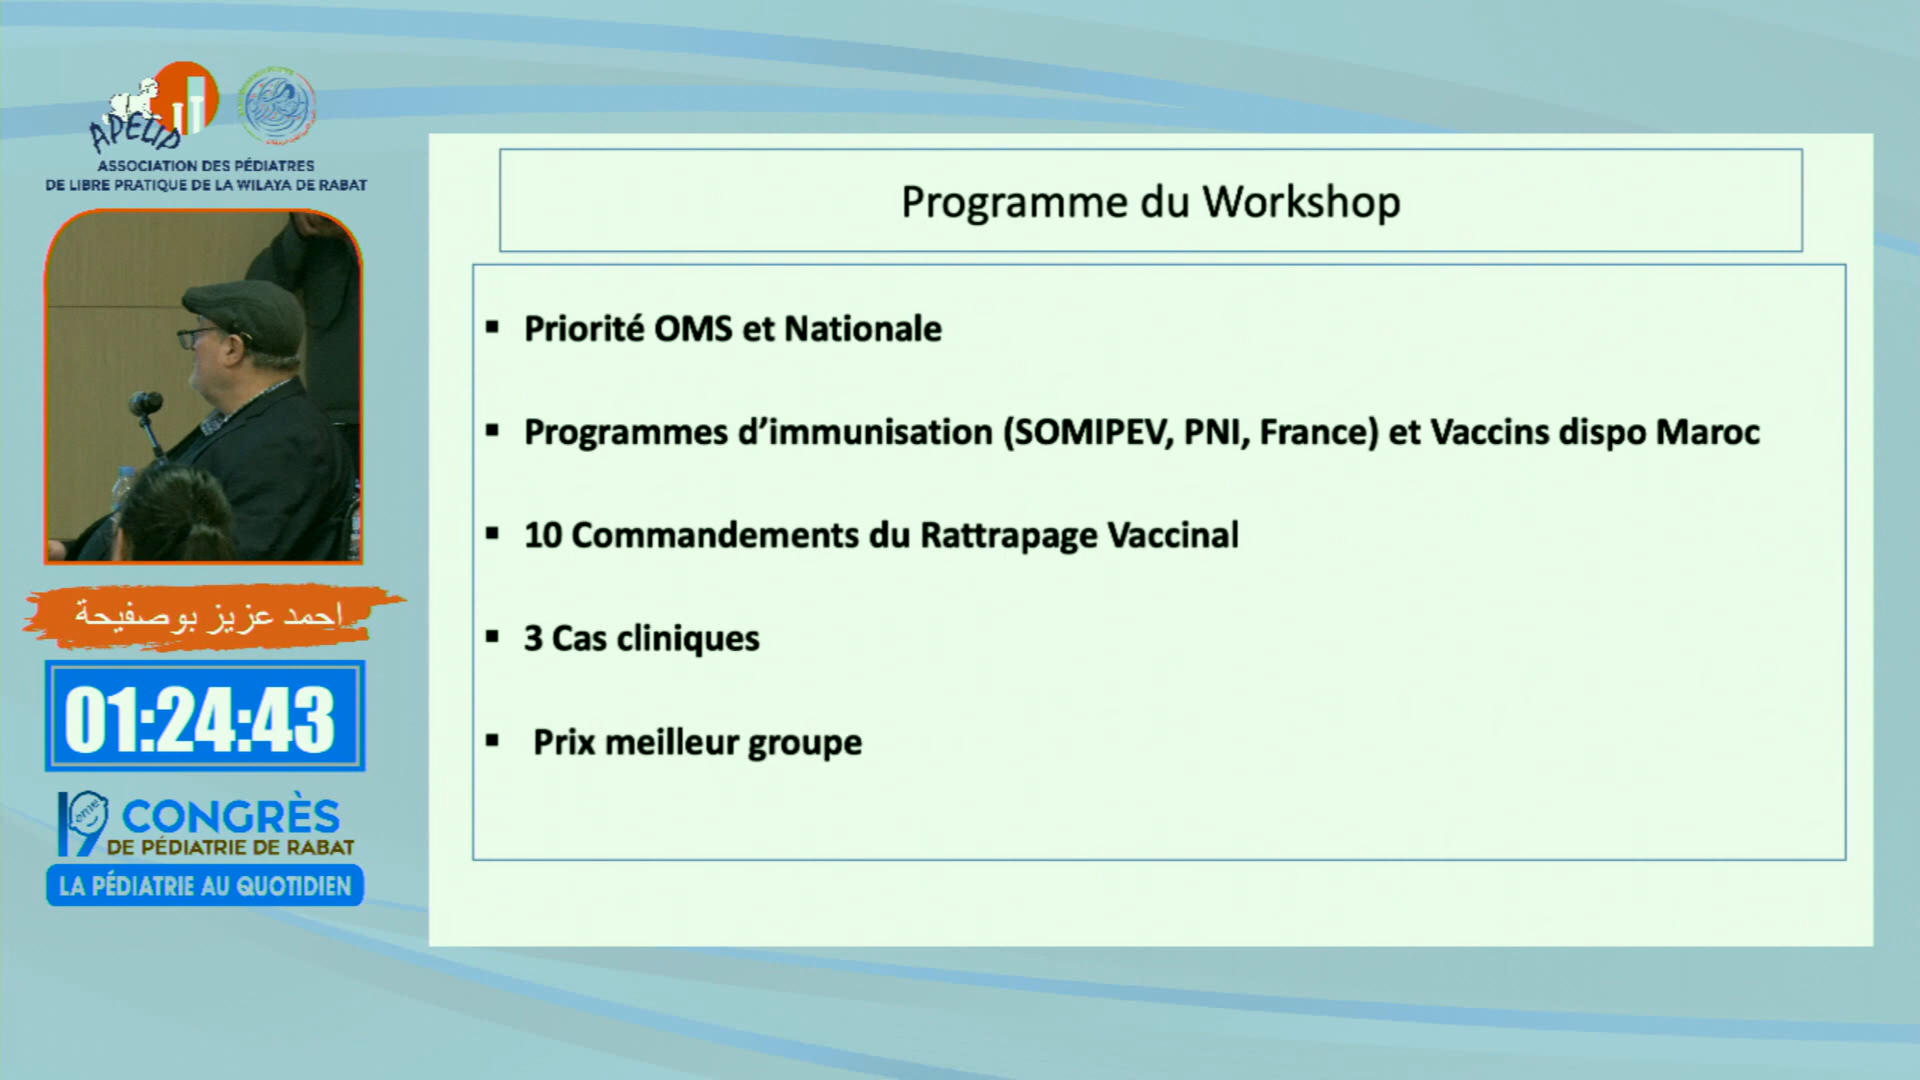 APELIP
ASSOCIATION DES PÉDIATRES
DE LIBRE PRATIQUE DE LA WILAYA DE RABAT
احمد عزيز بوصفيحة
01:24:43
19
ème
CONGRÈS
DE PÉDIATRIE DE RABAT
LA PÉDIATRIE AU QUOTIDIEN
Programme du Workshop
▪ Priorité OMS et Nationale
▪ Programmes d’immunisation (SOMIPEV, PNI, France) et Vaccins dispo Maroc
▪ 10 Commandements du Rattrapage Vaccinal
▪ 3 Cas cliniques
▪ Prix meilleur groupe